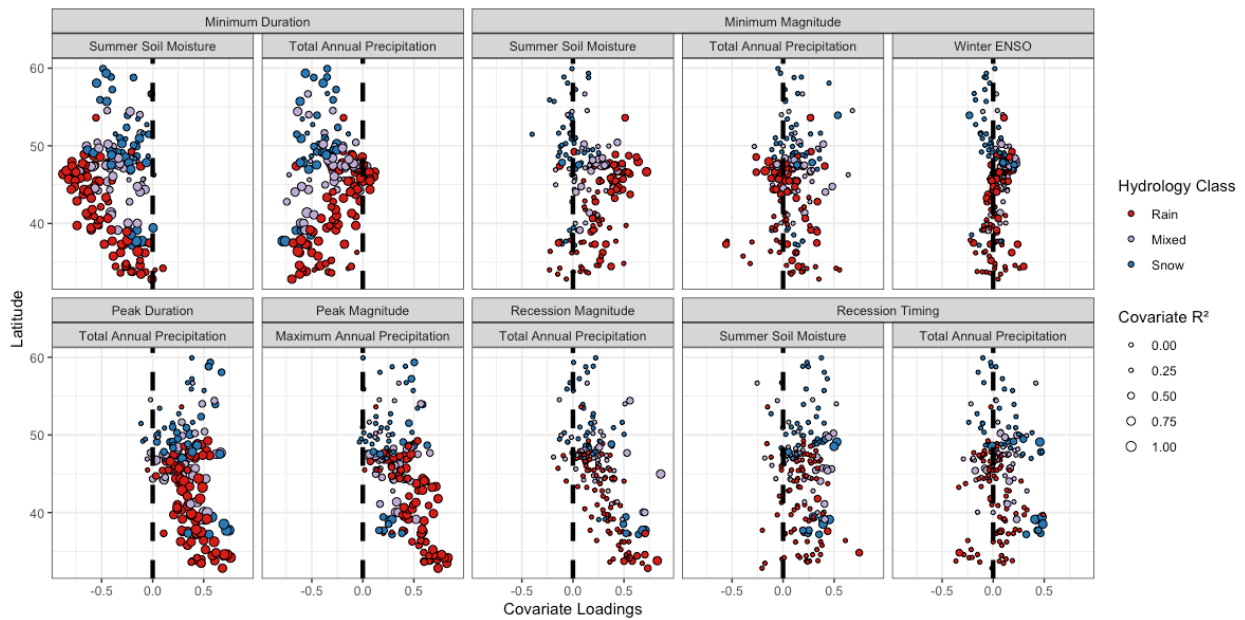 Minimum Duration
Minimum Magnitude
Summer Soil Moisture
Total Annual Precipitation
Summer Soil Moisture
Total Annual Precipitation
Winter ENSO
60
50
40
Peak Duration
Peak Magnitude
Recession Magnitude
Recession Timing
Total Annual Precipitation
Maximum Annual Precipitation
Total Annual Precipitation
Summer Soil Moisture
Total Annual Precipitation
60
50
40
-0.5 0.0 0.5
-0.5 0.0 0.5
-0.5 0.0 0.5
-0.5 0.0 0.5
-0.5 0.0 0.5
Latitude
Covariate Loadings
Hydrology Class
Rain
Mixed
Snow
Covariate R²
0.00
0.25
0.50
0.75
1.00